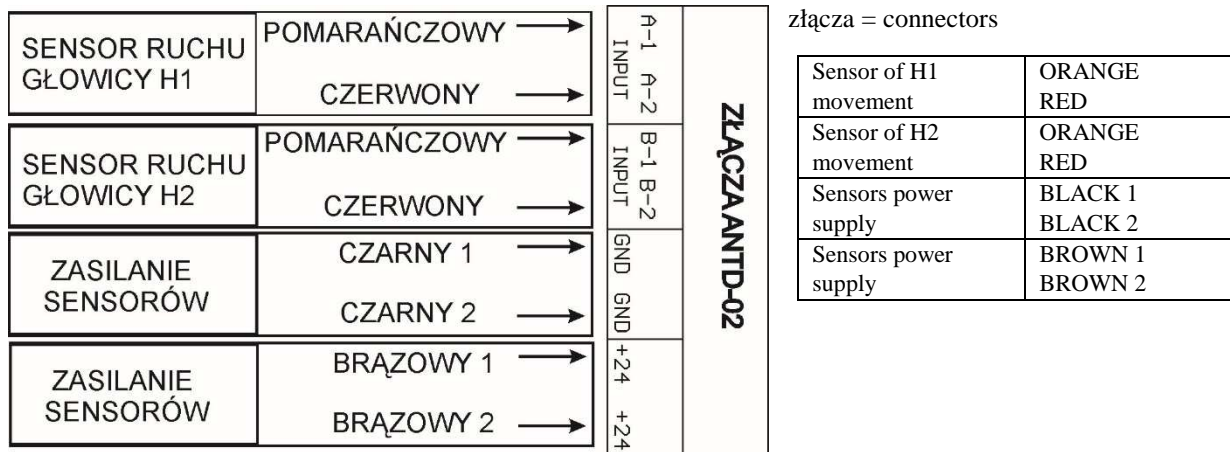 SENSOR RUCHU
GŁOWICY H1
POMARAŃCZOWY
CZERWONY
SENSOR RUCHU
GŁOWICY H2
POMARAŃCZOWY
CZERWONY
ZASILANIE
SENSORÓW
CZARNY 1
CZARNY 2
ZASILANIE
SENSORÓW
BRĄZOWY 1
BRĄZOWY 2
A-1 A-2
INPUT
B-1 B-2
INPUT
GND GND
+24 +24
ZŁĄCZA ANTD-02
złącza = connectors
Sensor of H1 ORANGE
movement RED
Sensor of H2 ORANGE
movement RED
Sensors power BLACK 1
supply BLACK 2
Sensors power BROWN 1
supply BROWN 2